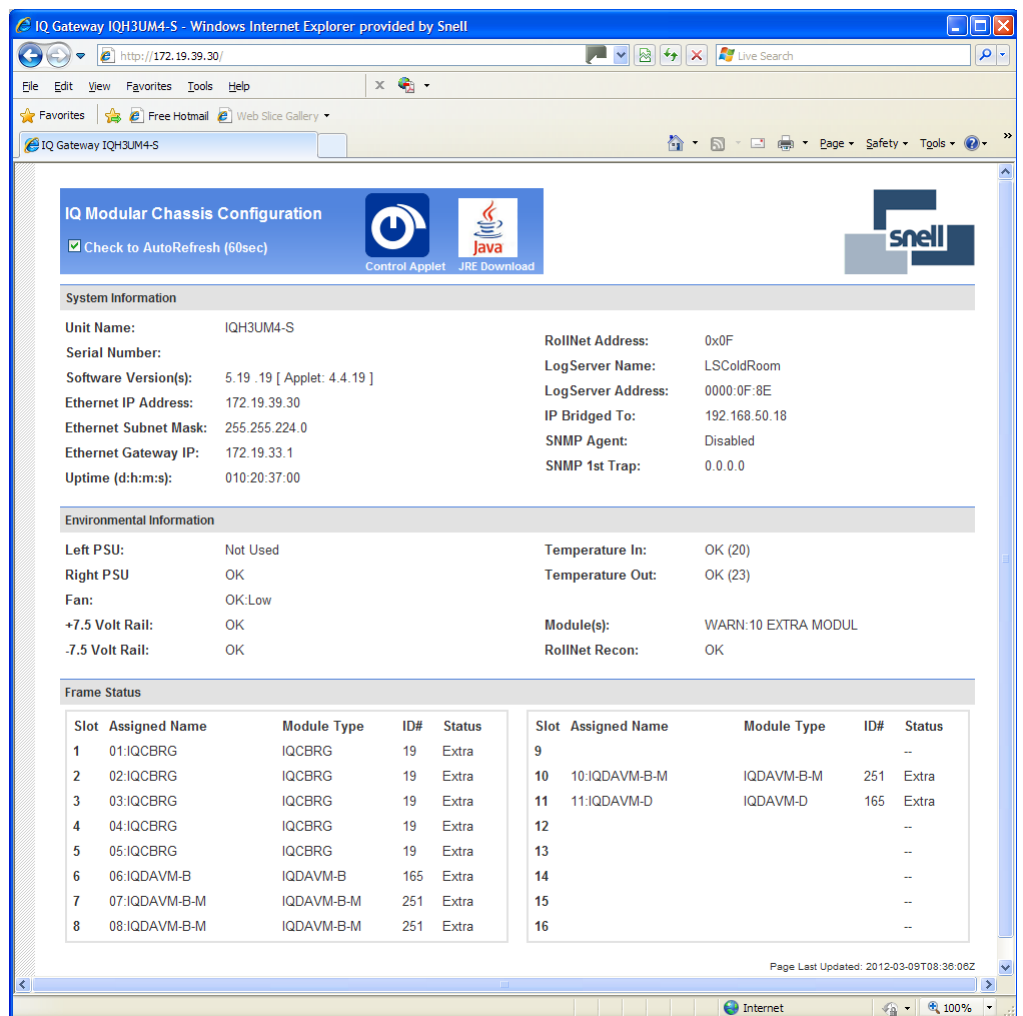 IQ Gateway IQH3UM4-S - Windows Internet Explorer provided by Snell
http://172.19.39.30/
Live Search
File Edit View Favorites Tools Help
Favorites Free Hotmail Web Slice Gallery
IQ Gateway IQH3UM4-S
Page Safety Tools
IQ Modular Chassis Configuration
Check to AutoRefresh (60sec)
Control Applet
Java
JRE Download
snell
System Information
Unit Name: IQH3UM4-S
Serial Number:
Software Version(s): 5.19 .19 [ Applet: 4.4.19 ]
Ethernet IP Address: 172.19.39.30
Ethernet Subnet Mask: 255.255.224.0
Ethernet Gateway IP: 172.19.33.1
Uptime (d:h:m:s): 010:20:37:00
RollNet Address: 0x0F
LogServer Name: LSColdRoom
LogServer Address: 0000:0F:8E
IP Bridged To: 192.168.50.18
SNMP Agent: Disabled
SNMP 1st Trap: 0.0.0.0
Environmental Information
Left PSU: Not Used
Right PSU OK
Fan: OK:Low
+7.5 Volt Rail: OK
-7.5 Volt Rail: OK
Temperature In: OK (20)
Temperature Out: OK (23)
Module(s): WARN:10 EXTRA MODUL
RollNet Recon: OK
Frame Status
Slot Assigned Name Module Type ID# Status
1 01:IQCBRG IQCBRG 19 Extra
2 02:IQCBRG IQCBRG 19 Extra
3 03:IQCBRG IQCBRG 19 Extra
4 04:IQCBRG IQCBRG 19 Extra
5 05:IQCBRG IQCBRG 19 Extra
6 06:IQDAVM-B IQDAVM-B 165 Extra
7 07:IQDAVM-B-M IQDAVM-B-M 251 Extra
8 08:IQDAVM-B-M IQDAVM-B-M 251 Extra
Slot Assigned Name Module Type ID# Status
9 --
10 10:IQDAVM-B-M IQDAVM-B-M 251 Extra
11 11:IQDAVM-D IQDAVM-D 165 Extra
12 --
13 --
14 --
15 --
16 --
Page Last Updated: 2012-03-09T08:36:06Z
Internet 100%